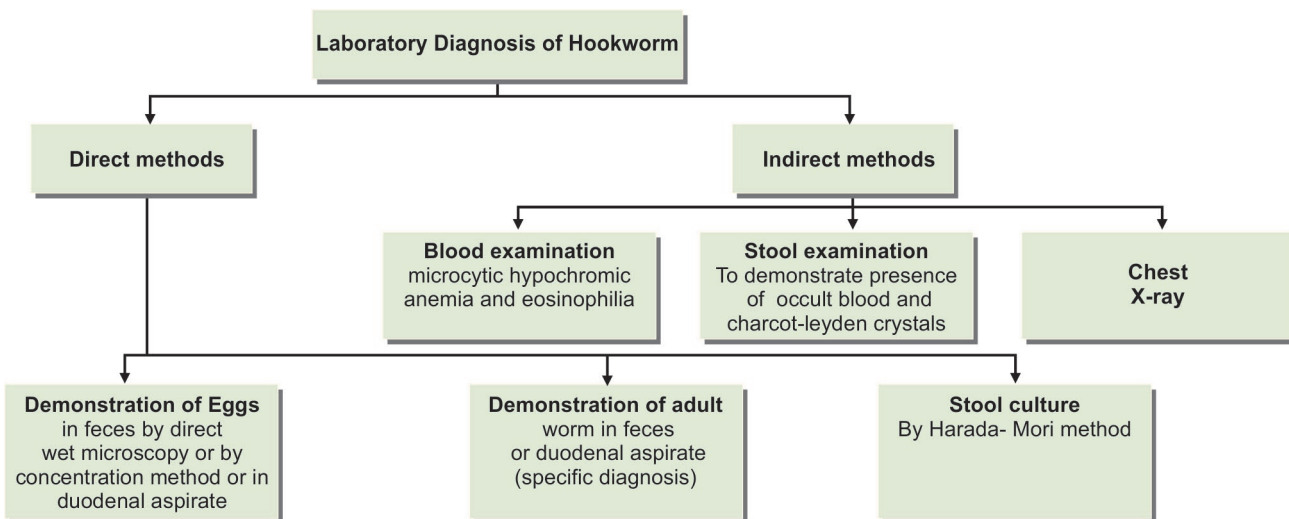 Laboratory Diagnosis of Hookworm
Direct methods
Indirect methods
Blood examination
microcytic hypochromic
anemia and eosinophilia
Stool examination
To demonstrate presence
of occult blood and
charcot-leyden crystals
Chest
X-ray
Demonstration of Eggs
in feces by direct
wet microscopy or by
concentration method or in
duodenal aspirate
Demonstration of adult
worm in feces
or duodenal aspirate
(specific diagnosis)
Stool culture
By Harada- Mori method